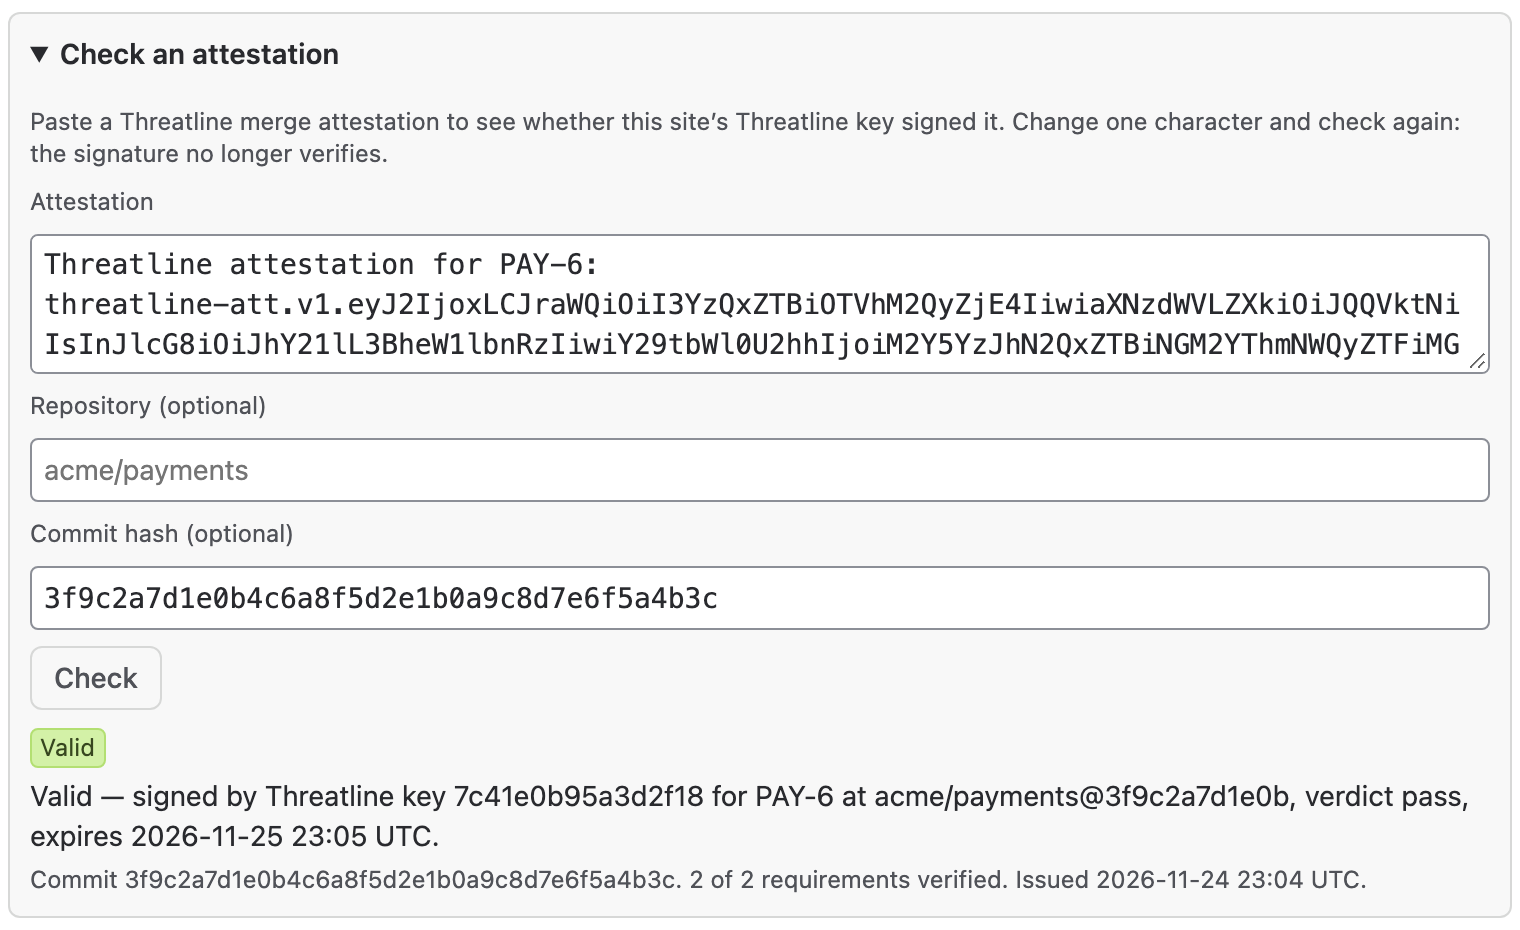 ▼ Check an attestation
Paste a Threatline merge attestation to see whether this site’s Threatline key signed it. Change one character and check again:
the signature no longer verifies.
Attestation
Threatline attestation for PAY-6:
threatline-att.v1.eyJ2IjoxLCJraWQiOiI3YzQxZTBiOTVhM2QyZjE4IiwiaXNzdWVLZXkiOiJQQVktNi
IsInJlcG8iOiJhY21lL3BheW1lbnRzIiwiY29tbWl0U2hhIjoiM2Y5YzJhN2QxZTBiNGM2YThmNWQyZTFiMG
Repository (optional)
acme/payments
Commit hash (optional)
3f9c2a7d1e0b4c6a8f5d2e1b0a9c8d7e6f5a4b3c
Check
Valid
Valid — signed by Threatline key 7c41e0b95a3d2f18 for PAY-6 at acme/payments@3f9c2a7d1e0b, verdict pass,
expires 2026-11-25 23:05 UTC.
Commit 3f9c2a7d1e0b4c6a8f5d2e1b0a9c8d7e6f5a4b3c. 2 of 2 requirements verified. Issued 2026-11-24 23:04 UTC.